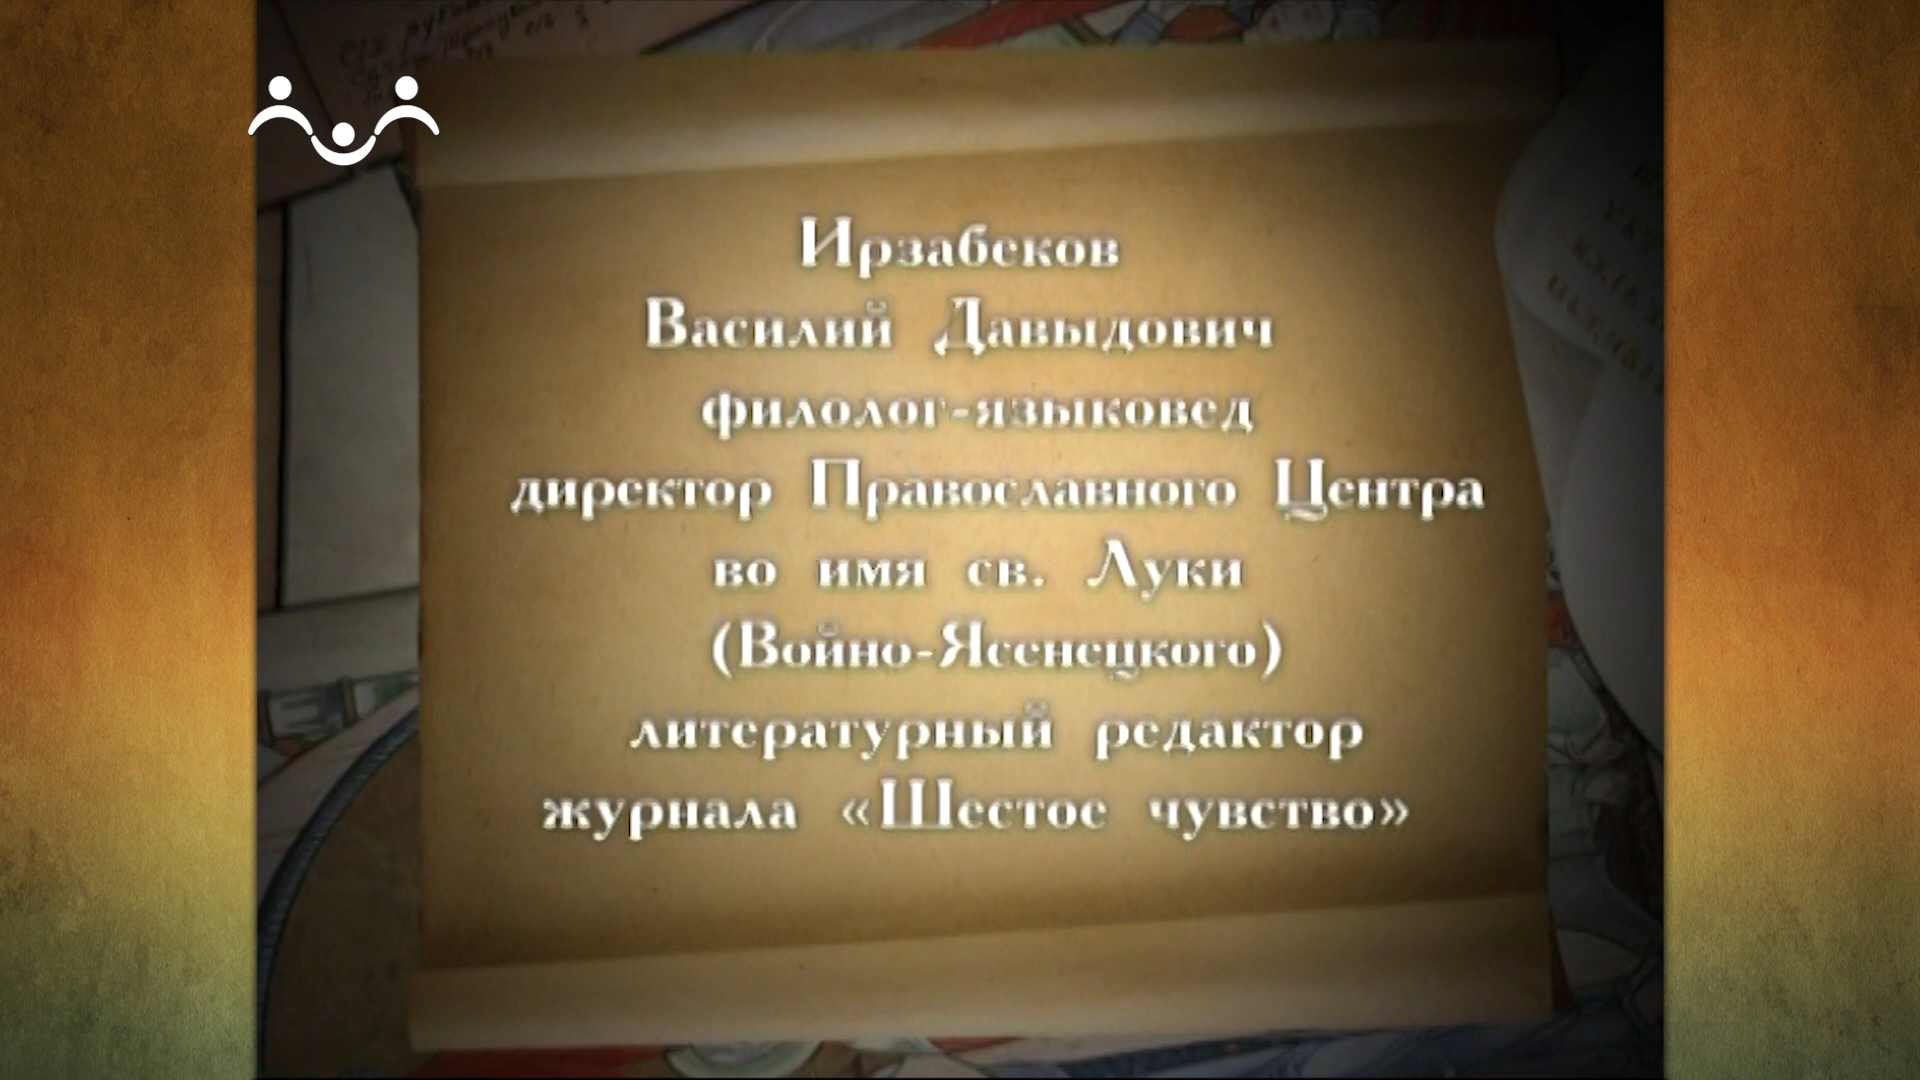 Ирзабеков
Василий Давыдович
филолог-языковед
директор Православного Центра
во имя св. Луки
(Войно-Ясенецкого)
литературный редактор
журнала «Шестое чувство»